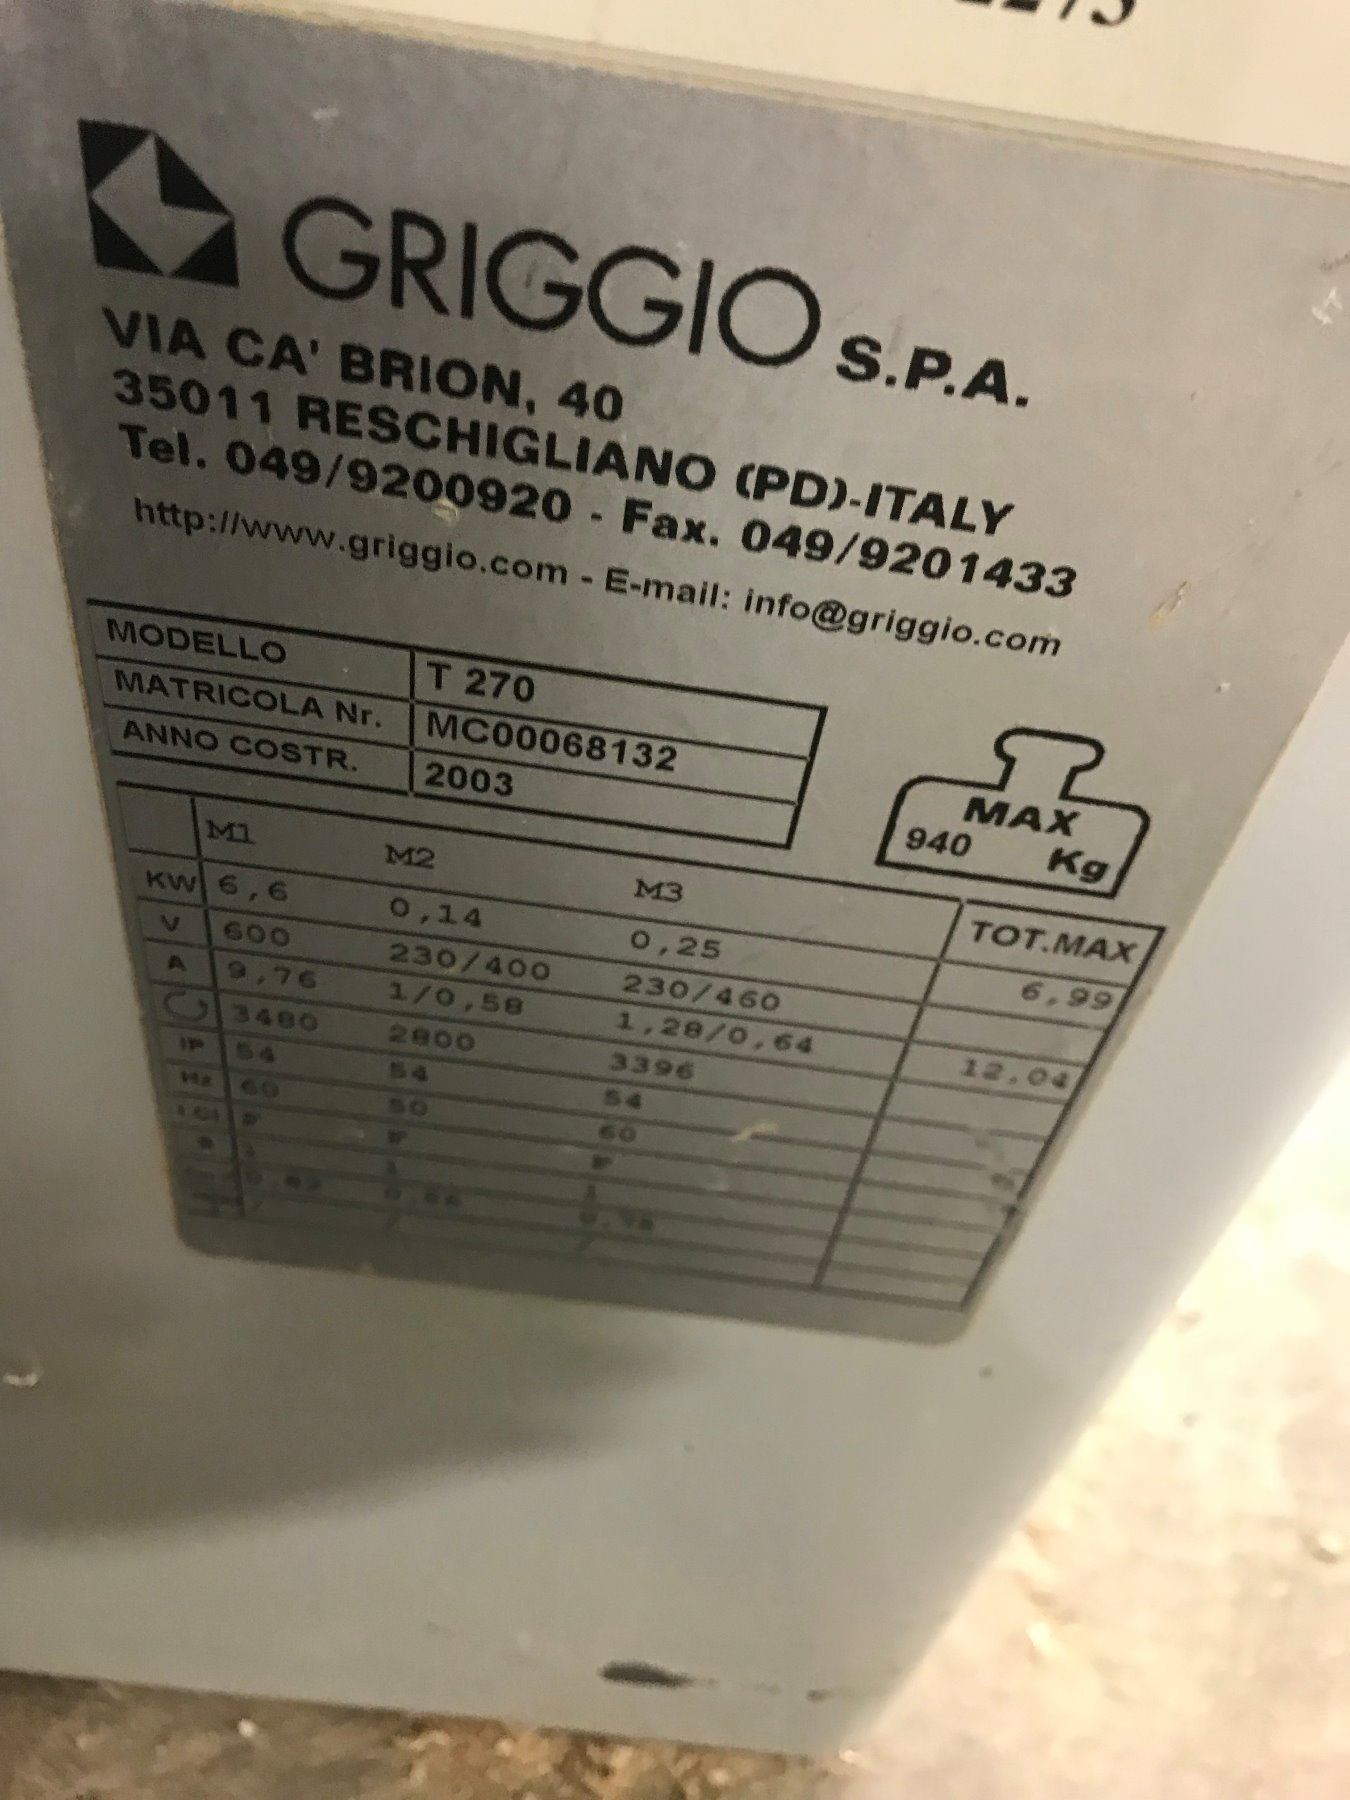 GRIGGIO S.P.A.
VIA CA' BRION, 40
35011 RESCHIGLIANO (PD)-ITALY
Tel. 049/9200920 - Fax. 049/9201433
http://www.griggio.com - E-mail: info@griggio.com
MODELLO T 270
MATRICOLA Nr. MC00068132
ANNO COSTR. 2003
MAX
940 Kg
M1 M2 M3 TOT.MAX
KW 6,6 0,14 0,25 6,99
V 600 230/400 230/460
A 9,76 1/0,58 1,28/0,64 12,04
3480 2800 3396
IP 54 54 54
Hz 60 50 60
F F F
1 1 1